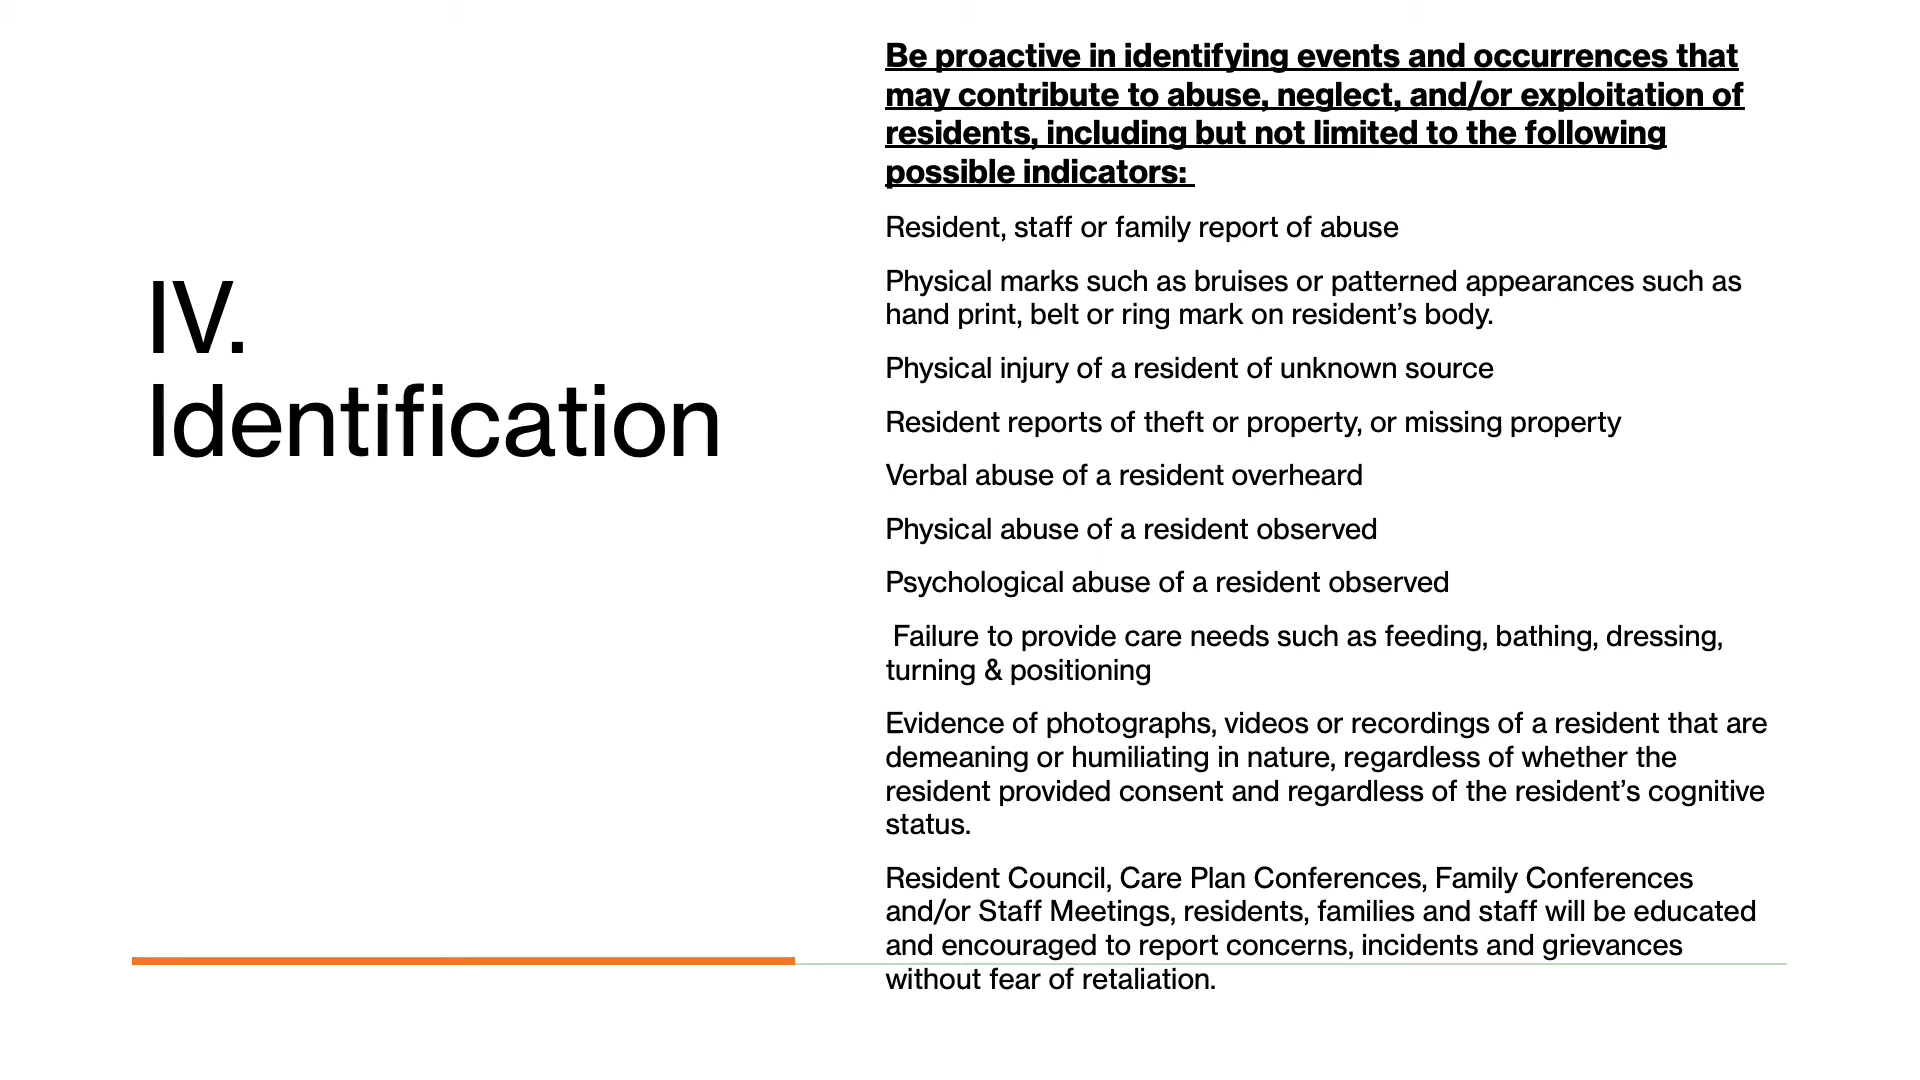 IV.
Identification
Be proactive in identifying events and occurrences that
may contribute to abuse, neglect, and/or exploitation of
residents, including but not limited to the following
possible indicators:
Resident, staff or family report of abuse
Physical marks such as bruises or patterned appearances such as
hand print, belt or ring mark on resident’s body.
Physical injury of a resident of unknown source
Resident reports of theft or property, or missing property
Verbal abuse of a resident overheard
Physical abuse of a resident observed
Psychological abuse of a resident observed
Failure to provide care needs such as feeding, bathing, dressing,
turning & positioning
Evidence of photographs, videos or recordings of a resident that are
demeaning or humiliating in nature, regardless of whether the
resident provided consent and regardless of the resident’s cognitive
status.
Resident Council, Care Plan Conferences, Family Conferences
and/or Staff Meetings, residents, families and staff will be educated
and encouraged to report concerns, incidents and grievances
without fear of retaliation.